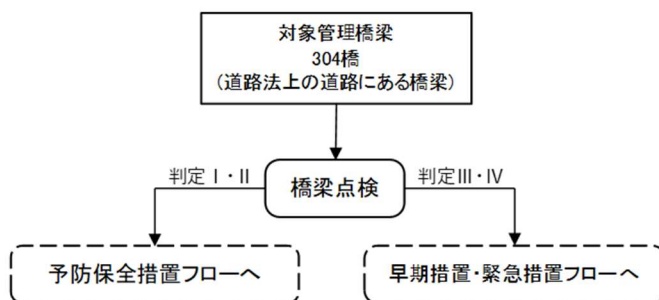 対象管理橋梁
304橋
(道路法上の道路にある橋梁)
判定Ⅰ・Ⅱ
橋梁点検
判定Ⅲ・Ⅳ
予防保全措置フローへ
早期措置・緊急措置フローへ